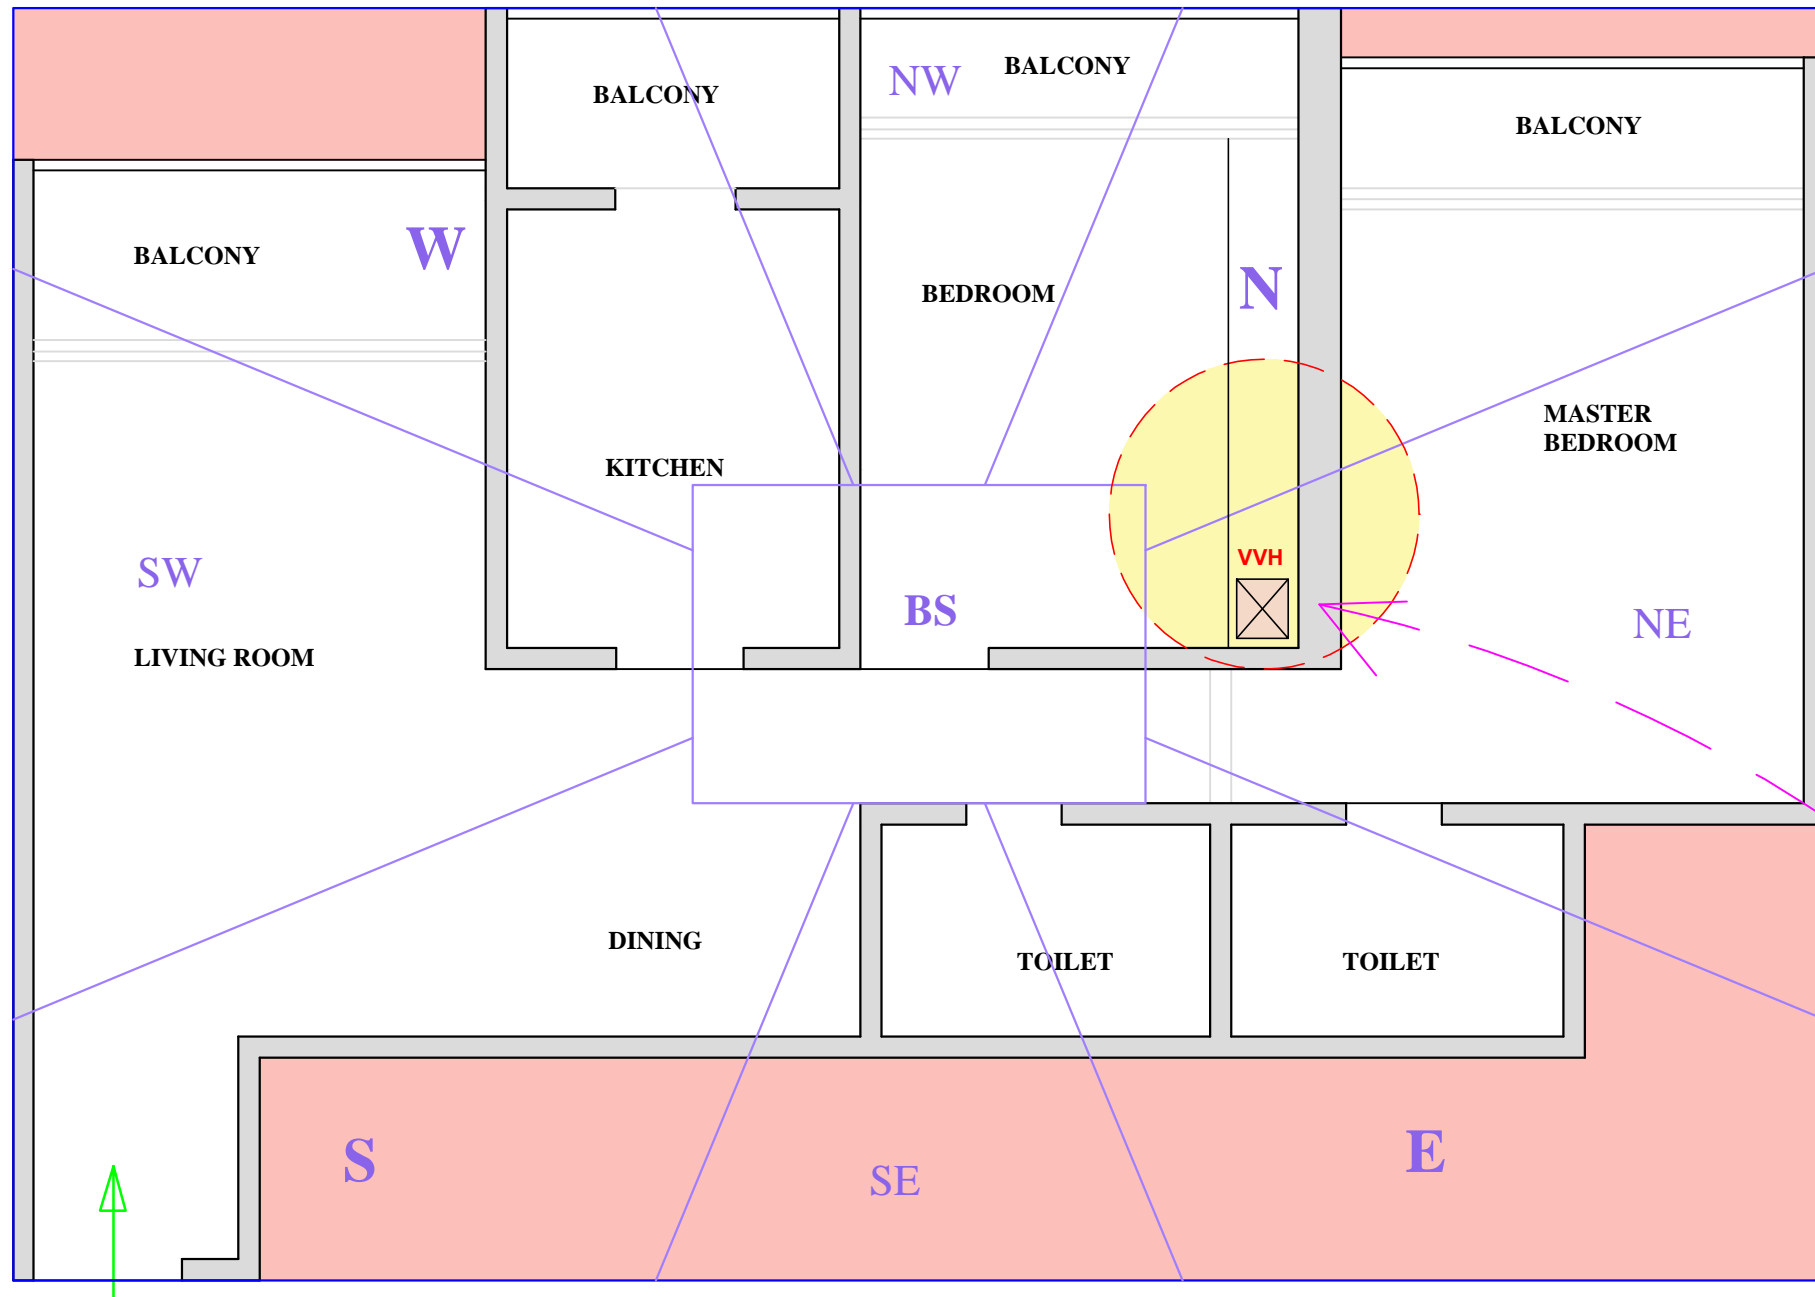 BALCONY
NW
BALCONY
BALCONY
BALCONY
W
BEDROOM
N
MASTER
BEDROOM
KITCHEN
VVH
SW
BS
NE
LIVING ROOM
DINING
TOILET
TOILET
S
SE
E